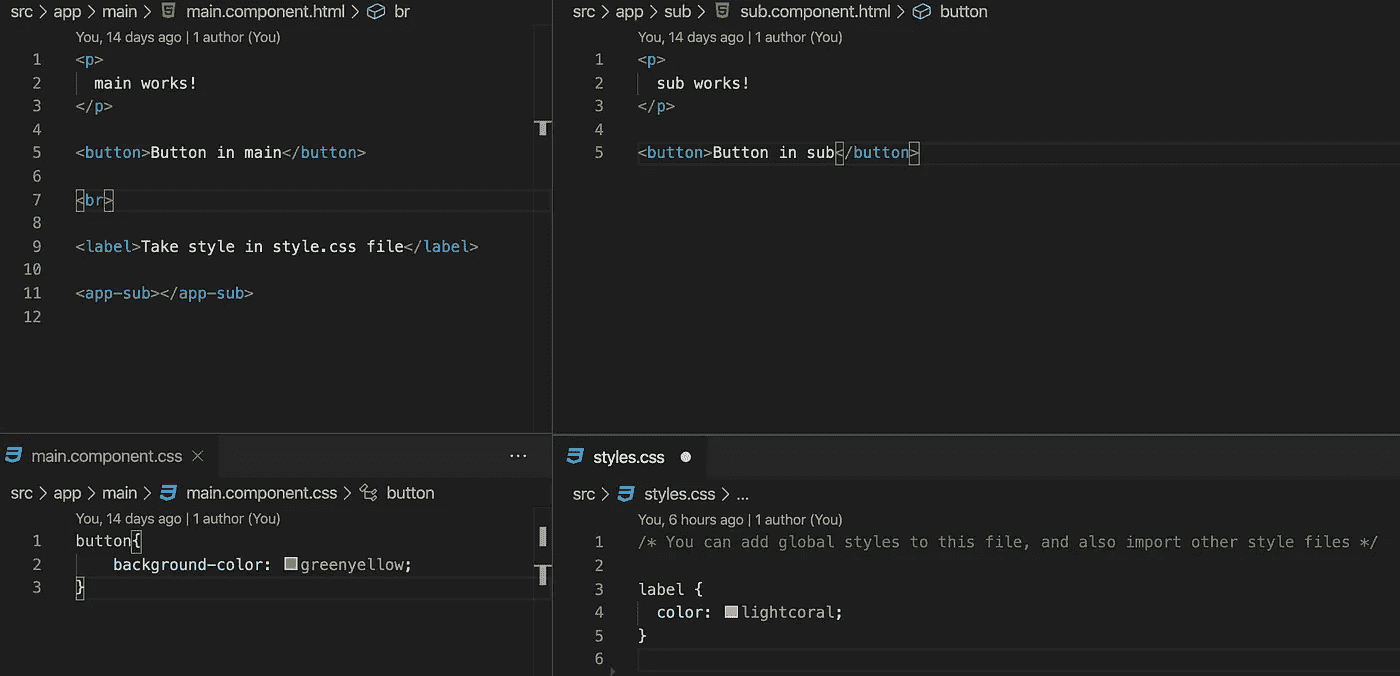 src > app > main > main.component.html > br
You, 14 days ago | 1 author (You)
1 <p>
2 main works!
3 </p>
4
5 <button>Button in main</button>
6
7 <br>
8
9 <label>Take style in style.css file</label>
10
11 <app-sub></app-sub>
12
src > app > sub > sub.component.html > button
You, 14 days ago | 1 author (You)
1 <p>
2 sub works!
3 </p>
4
5 <button>Button in sub</button>
main.component.css
src > app > main > main.component.css > button
You, 14 days ago | 1 author (You)
1 button{
2 background-color: greenyellow;
3 }
styles.css
src > styles.css > ...
You, 6 hours ago | 1 author (You)
1 /* You can add global styles to this file, and also import other style files */
2
3 label {
4 color: lightcoral;
5 }
6